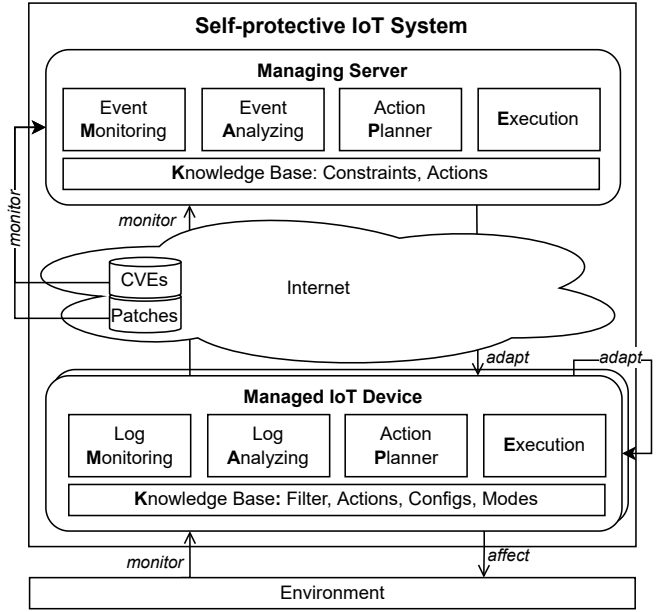 Self-protective IoT System
Managing Server
Event
Monitoring
Event
Analyzing
Action
Planner
Execution
Knowledge Base: Constraints, Actions
monitor
monitor
CVEs
Patches
Internet
adapt
adapt
Managed IoT Device
Log
Monitoring
Log
Analyzing
Action
Planner
Execution
Knowledge Base: Filter, Actions, Configs, Modes
monitor
affect
Environment